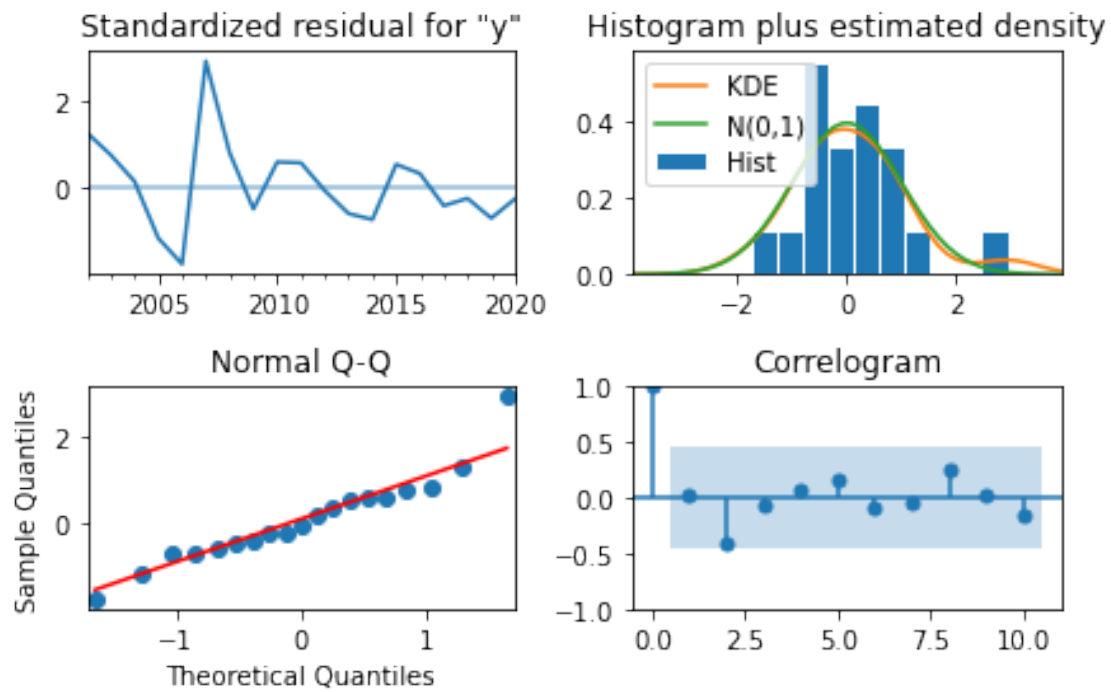 Standardized residual for "y"
2
0
2005 2010 2015 2020
Histogram plus estimated density
KDE
N(0,1)
Hist
0.4
0.2
0.0
−2 0 2
Normal Q-Q
Sample Quantiles
2
0
−1 0 1
Theoretical Quantiles
Correlogram
1.0
0.5
0.0
−0.5
−1.0
0.0 2.5 5.0 7.5 10.0